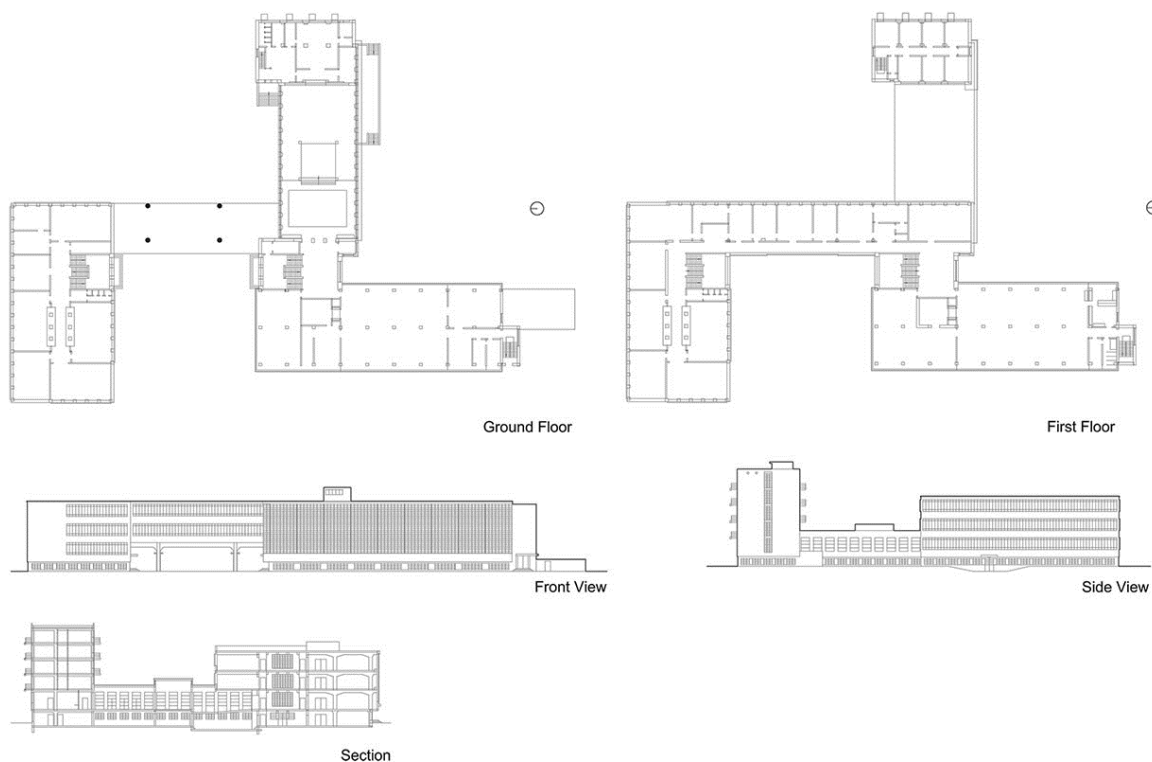 Ground Floor
First Floor
Front View
Side View
Section